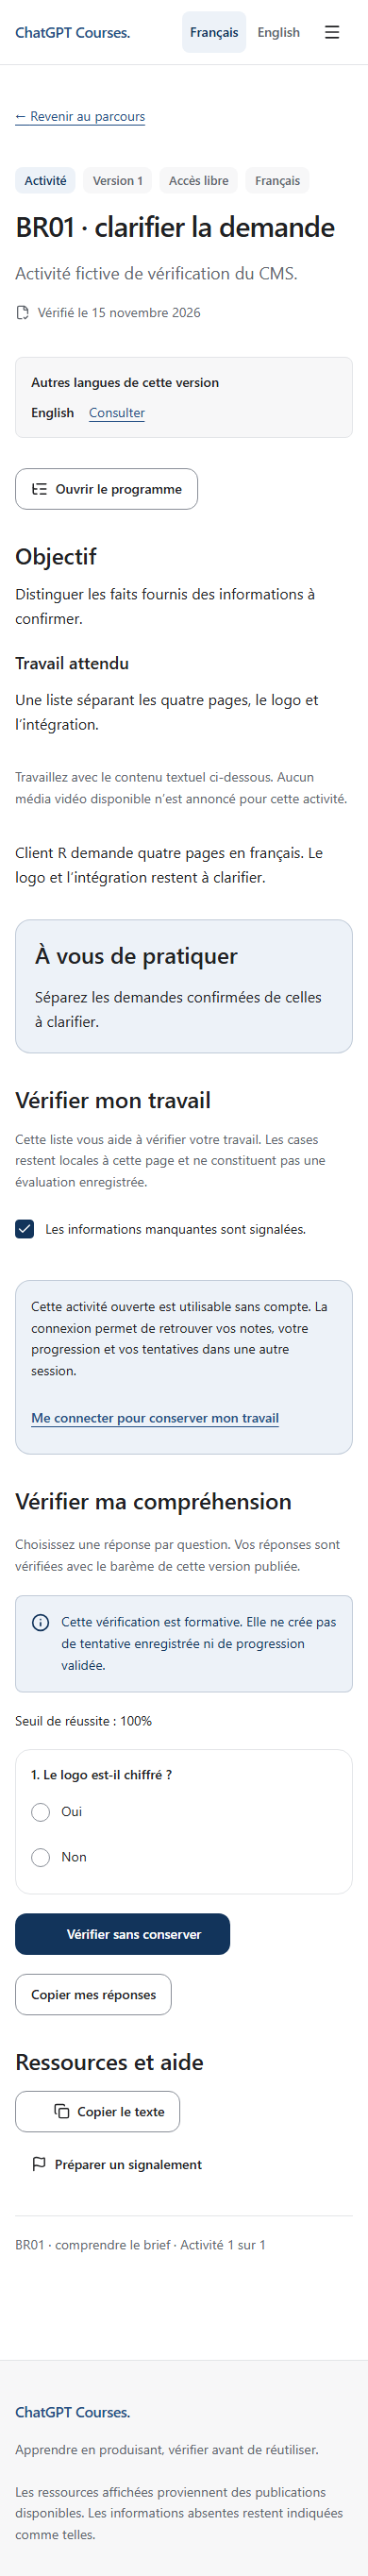 ChatGPT Courses.
Français
English
← Revenir au parcours
Activité
Version 1
Accès libre
Français
BR01 · clarifier la demande
Activité fictive de vérification du CMS.
Vérifié le 15 novembre 2026
Autres langues de cette version
English
Consulter
Ouvrir le programme
Objectif
Distinguer les faits fournis des informations à
confirmer.
Travail attendu
Une liste séparant les quatre pages, le logo et
l’intégration.
Travaillez avec le contenu textuel ci-dessous. Aucun
média vidéo disponible n’est annoncé pour cette activité.
Client R demande quatre pages en français. Le
logo et l’intégration restent à clarifier.
À vous de pratiquer
Séparez les demandes confirmées de celles
à clarifier.
Vérifier mon travail
Cette liste vous aide à vérifier votre travail. Les cases
restent locales à cette page et ne constituent pas une
évaluation enregistrée.
Les informations manquantes sont signalées.
Cette activité ouverte est utilisable sans compte. La
connexion permet de retrouver vos notes, votre
progression et vos tentatives dans une autre
session.
Me connecter pour conserver mon travail
Vérifier ma compréhension
Choisissez une réponse par question. Vos réponses sont
vérifiées avec le barème de cette version publiée.
Cette vérification est formative. Elle ne crée pas
de tentative enregistrée ni de progression
validée.
Seuil de réussite : 100%
1. Le logo est-il chiffré ?
Oui
Non
Vérifier sans conserver
Copier mes réponses
Ressources et aide
Copier le texte
Préparer un signalement
BR01 · comprendre le brief · Activité 1 sur 1
ChatGPT Courses.
Apprendre en produisant, vérifier avant de réutiliser.
Les ressources affichées proviennent des publications
disponibles. Les informations absentes restent indiquées
comme telles.